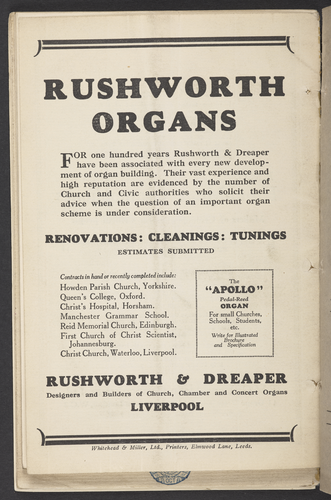 RUSHWORTH
ORGANS
FOR one hundred years Rushworth & Dreaper
have been associated with every new develop-
ment of organ building. Their vast experience and
high reputation are evidenced by the number of
Church and Civic authorities who solicit their
advice when the question of an important organ
scheme is under consideration.
RENOVATIONS: CLEANINGS: TUNINGS
ESTIMATES SUBMITTED
Contracts in hand or recently completed include:
Howden Parish Church, Yorkshire.
Queen's College, Oxford.
Christ's Hospital, Horsham.
Manchester Grammar School.
Reid Memorial Church, Edinburgh.
First Church of Christ Scientist,
Johannesburg.
Christ Church, Waterloo, Liverpool.
The
"APOLLO"
Pedal-Reed
ORGAN
For small Churches,
Schools, Students,
etc.
Write for Illustrated
Brochure
and Specification
RUSHWORTH & DREAPER
Designers and Builders of Church, Chamber and Concert Organs
LIVERPOOL
Whitehead & Miller, Ltd., Printers, Elmwood Lane, Leeds.